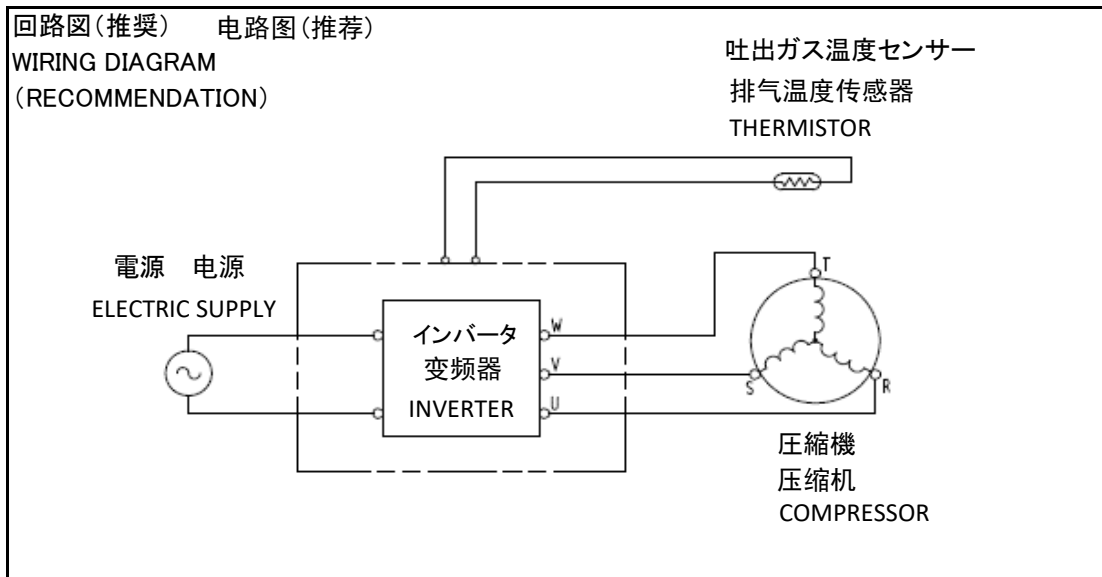 回路図(推奨)　电路图(推荐)
WIRING DIAGRAM
(RECOMMENDATION)
吐出ガス温度センサー
排气温度传感器
THERMISTOR
電源　电源
ELECTRIC SUPPLY
インバータ
变频器
INVERTER
W
V
U
T
S
R
圧縮機
压缩机
COMPRESSOR